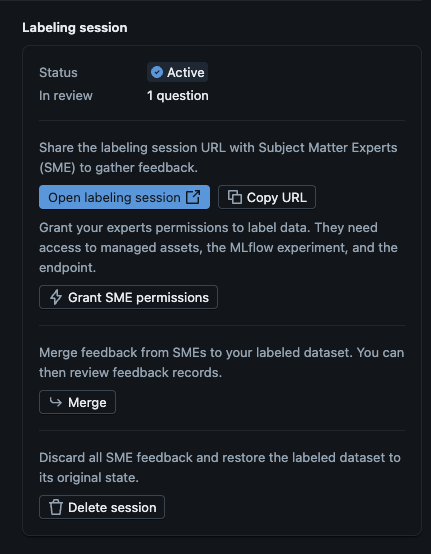 Labeling session
Status Active
In review 1 question
Share the labeling session URL with Subject Matter Experts
(SME) to gather feedback.
Open labeling session Copy URL
Grant your experts permissions to label data. They need
access to managed assets, the MLflow experiment, and the
endpoint.
Grant SME permissions
Merge feedback from SMEs to your labeled dataset. You can
then review feedback records.
Merge
Discard all SME feedback and restore the labeled dataset to
its original state.
Delete session